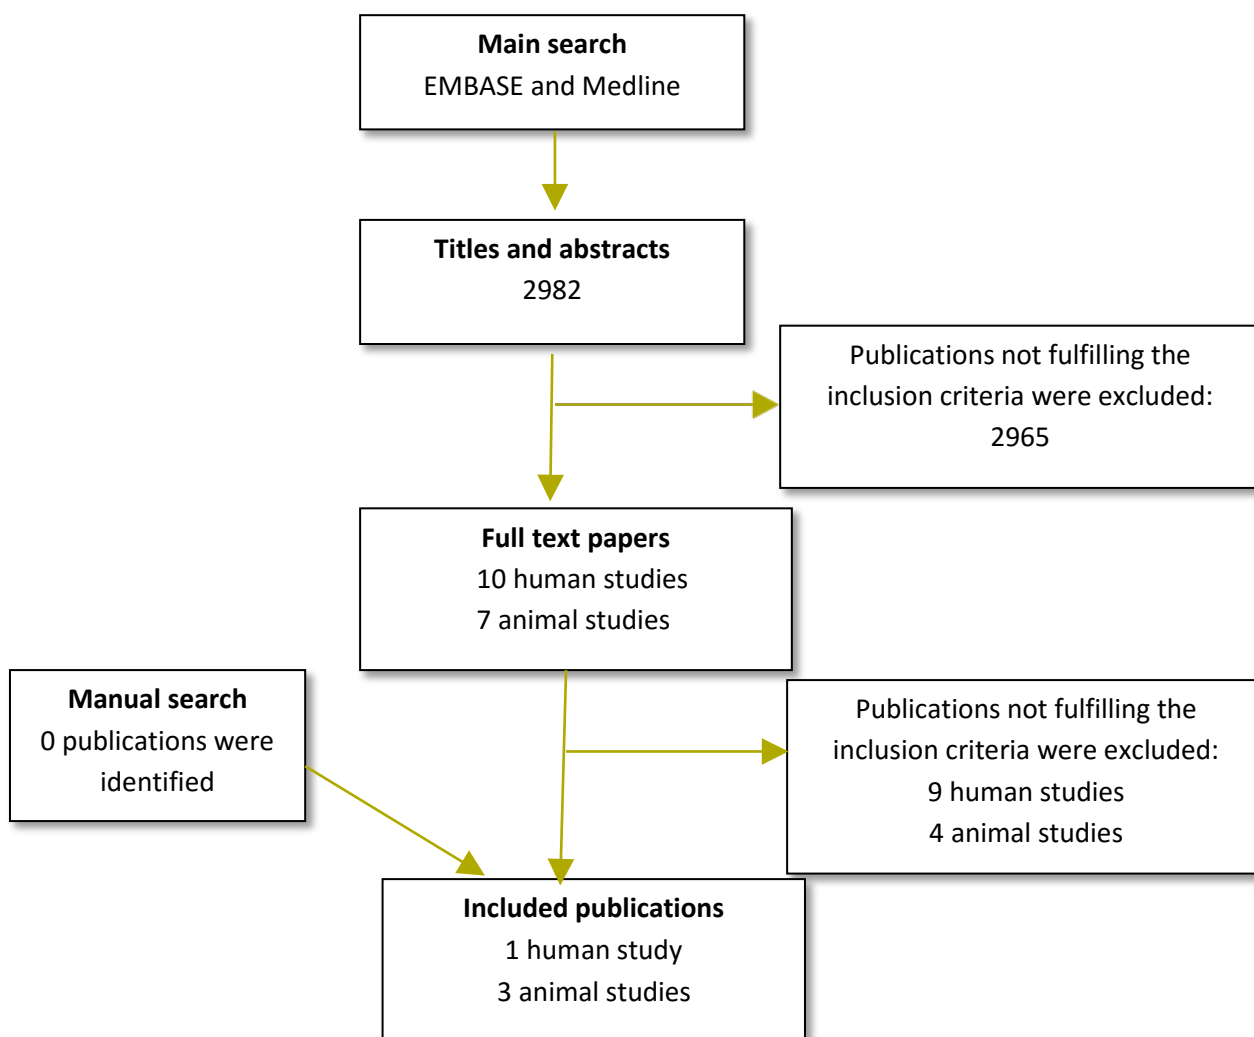 Main search
EMBASE and Medline
Titles and abstracts
2982
Publications not fulfilling the
inclusion criteria were excluded:
2965
Full text papers
10 human studies
7 animal studies
Manual search
0 publications were
identified
Publications not fulfilling the
inclusion criteria were excluded:
9 human studies
4 animal studies
Included publications
1 human study
3 animal studies